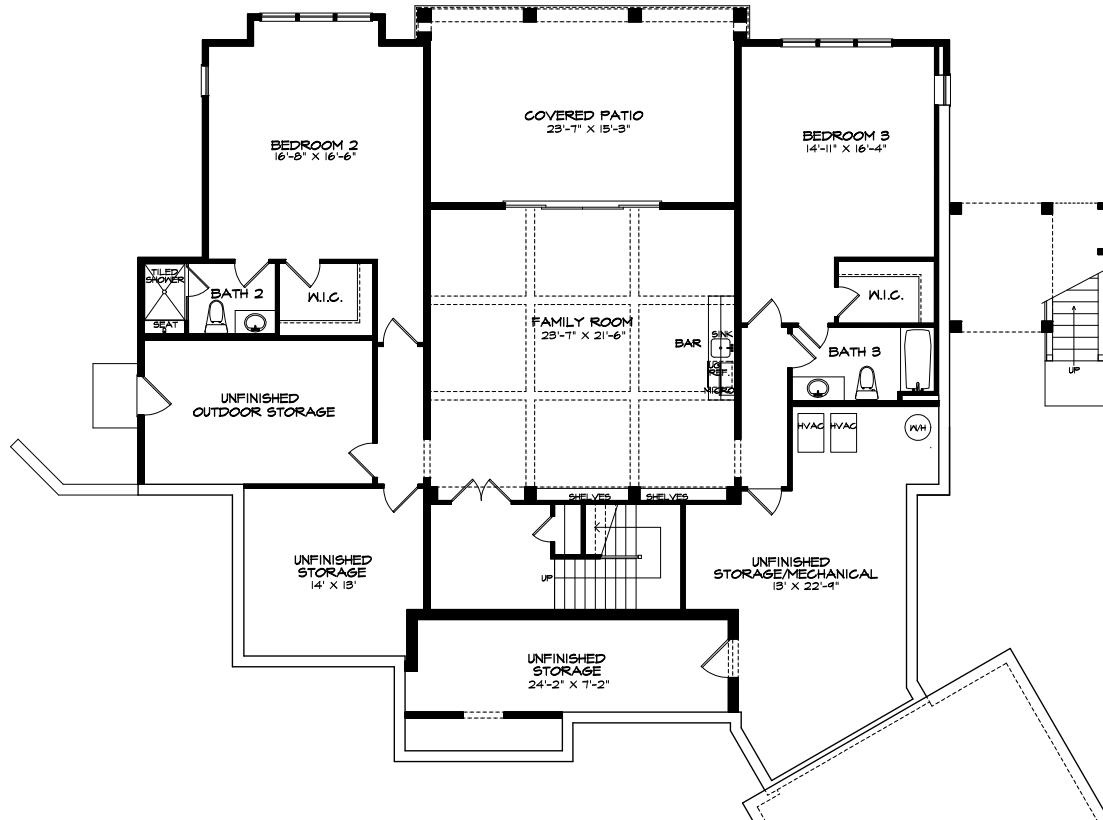 COVERED PATIO
23'-7" X 15'-3"
BEDROOM 2
16'-8" X 16'-6"
BEDROOM 3
14'-11" X 16'-4"
TILED
SHOWER
SEAT
BATH 2
W.I.C.
W.I.C.
FAMILY ROOM
23'-7" X 21'-6"
BAR
SINK
REF.
MICRO
BATH 3
UP
UNFINISHED
OUTDOOR STORAGE
HVAC
HVAC
W/H
SHELVES
SHELVES
UNFINISHED
STORAGE
14' X 13'
UP
UNFINISHED
STORAGE/MECHANICAL
13' X 22'-9"
UNFINISHED
STORAGE
24'-2" X 7'-2"